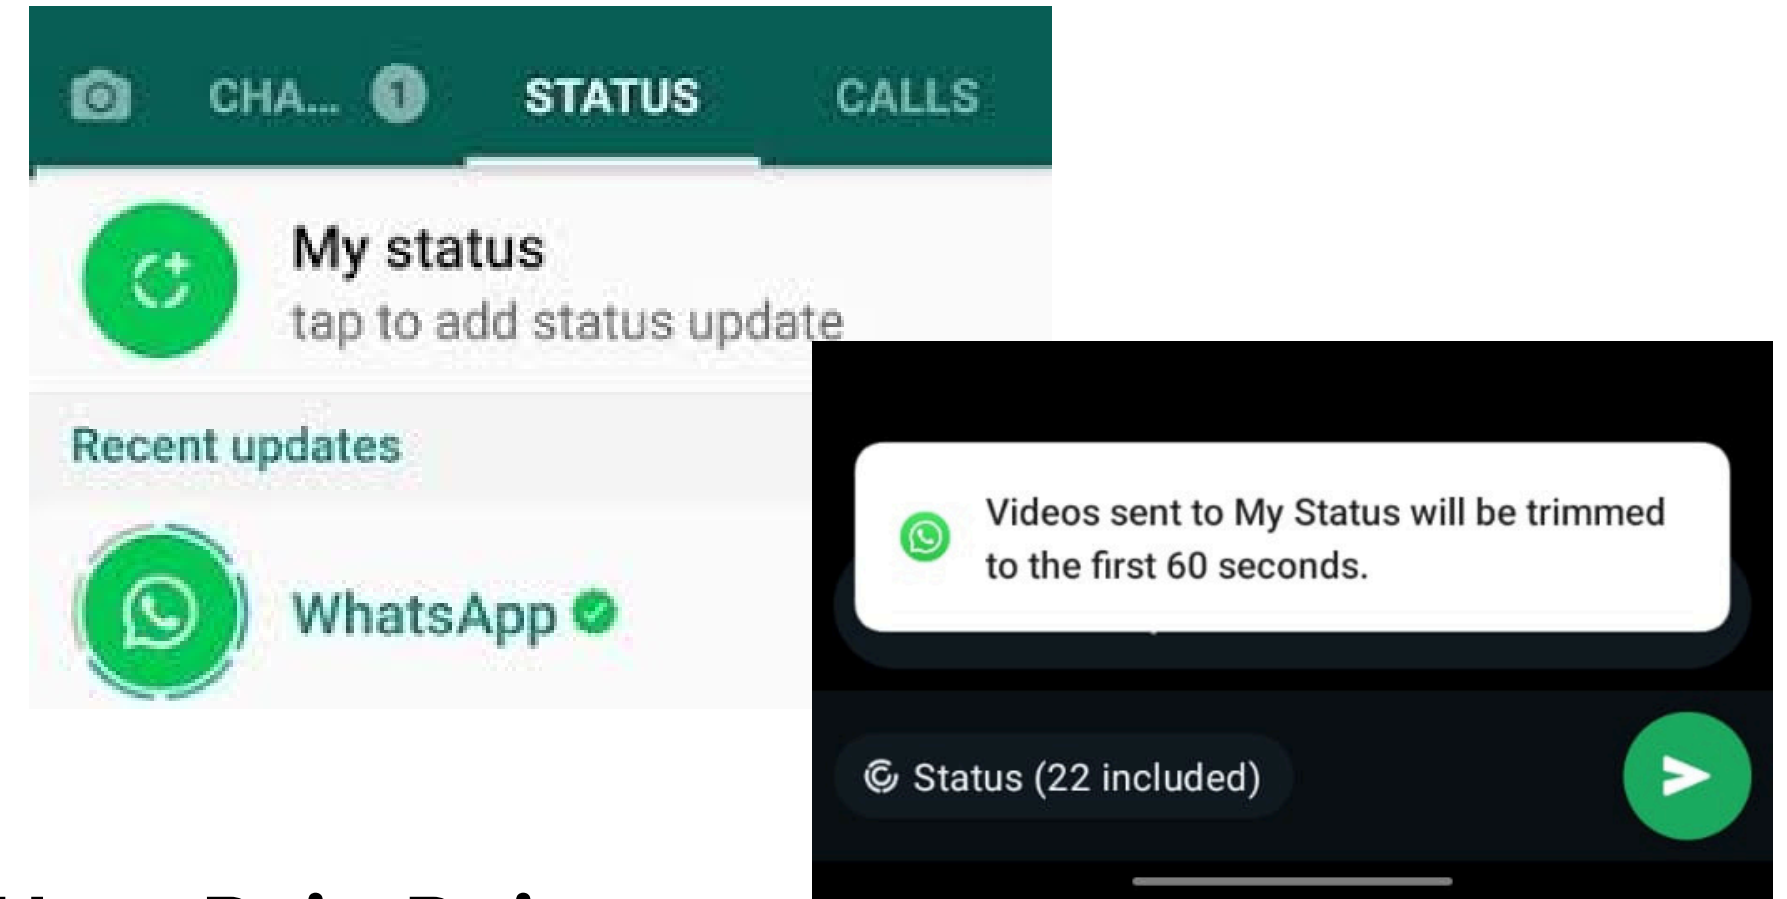 CHA... 1 STATUS CALLS
My status
tap to add status update
Recent updates
WhatsApp
Videos sent to My Status will be trimmed
to the first 60 seconds.
Status (22 included)